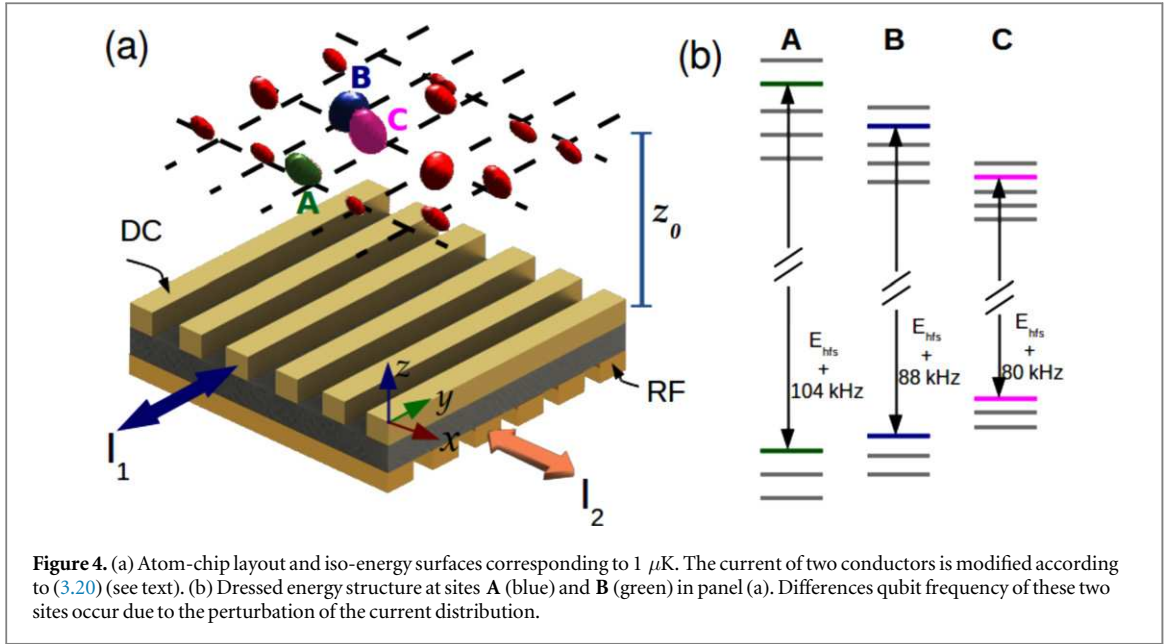 (a)
B
C
A
z₀
DC
z
y
x
RF
I₁
I₂
(b)
A
B
C
E_hfs
+
104 kHz
E_hfs
+
88 kHz
E_hfs
+
80 kHz
Figure 4. (a) Atom-chip layout and iso-energy surfaces corresponding to 1 μK. The current of two conductors is modified according
to (3.20) (see text). (b) Dressed energy structure at sites A (blue) and B (green) in panel (a). Differences qubit frequency of these two
sites occur due to the perturbation of the current distribution.